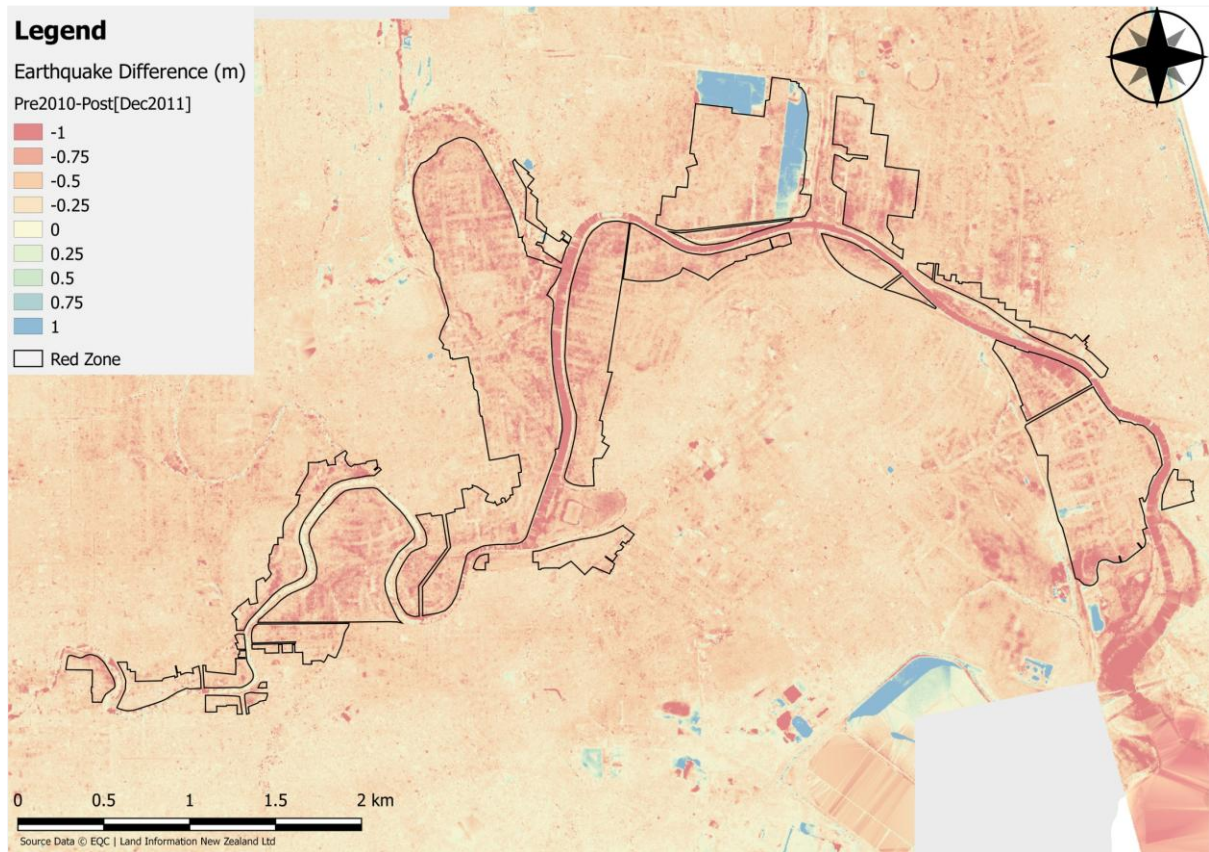 Legend
Earthquake Difference (m)
Pre2010-Post[Dec2011]
-1
-0.75
-0.5
-0.25
0
0.25
0.5
0.75
1
Red Zone
0 0.5 1 1.5 2 km
Source Data © EQC | Land Information New Zealand Ltd